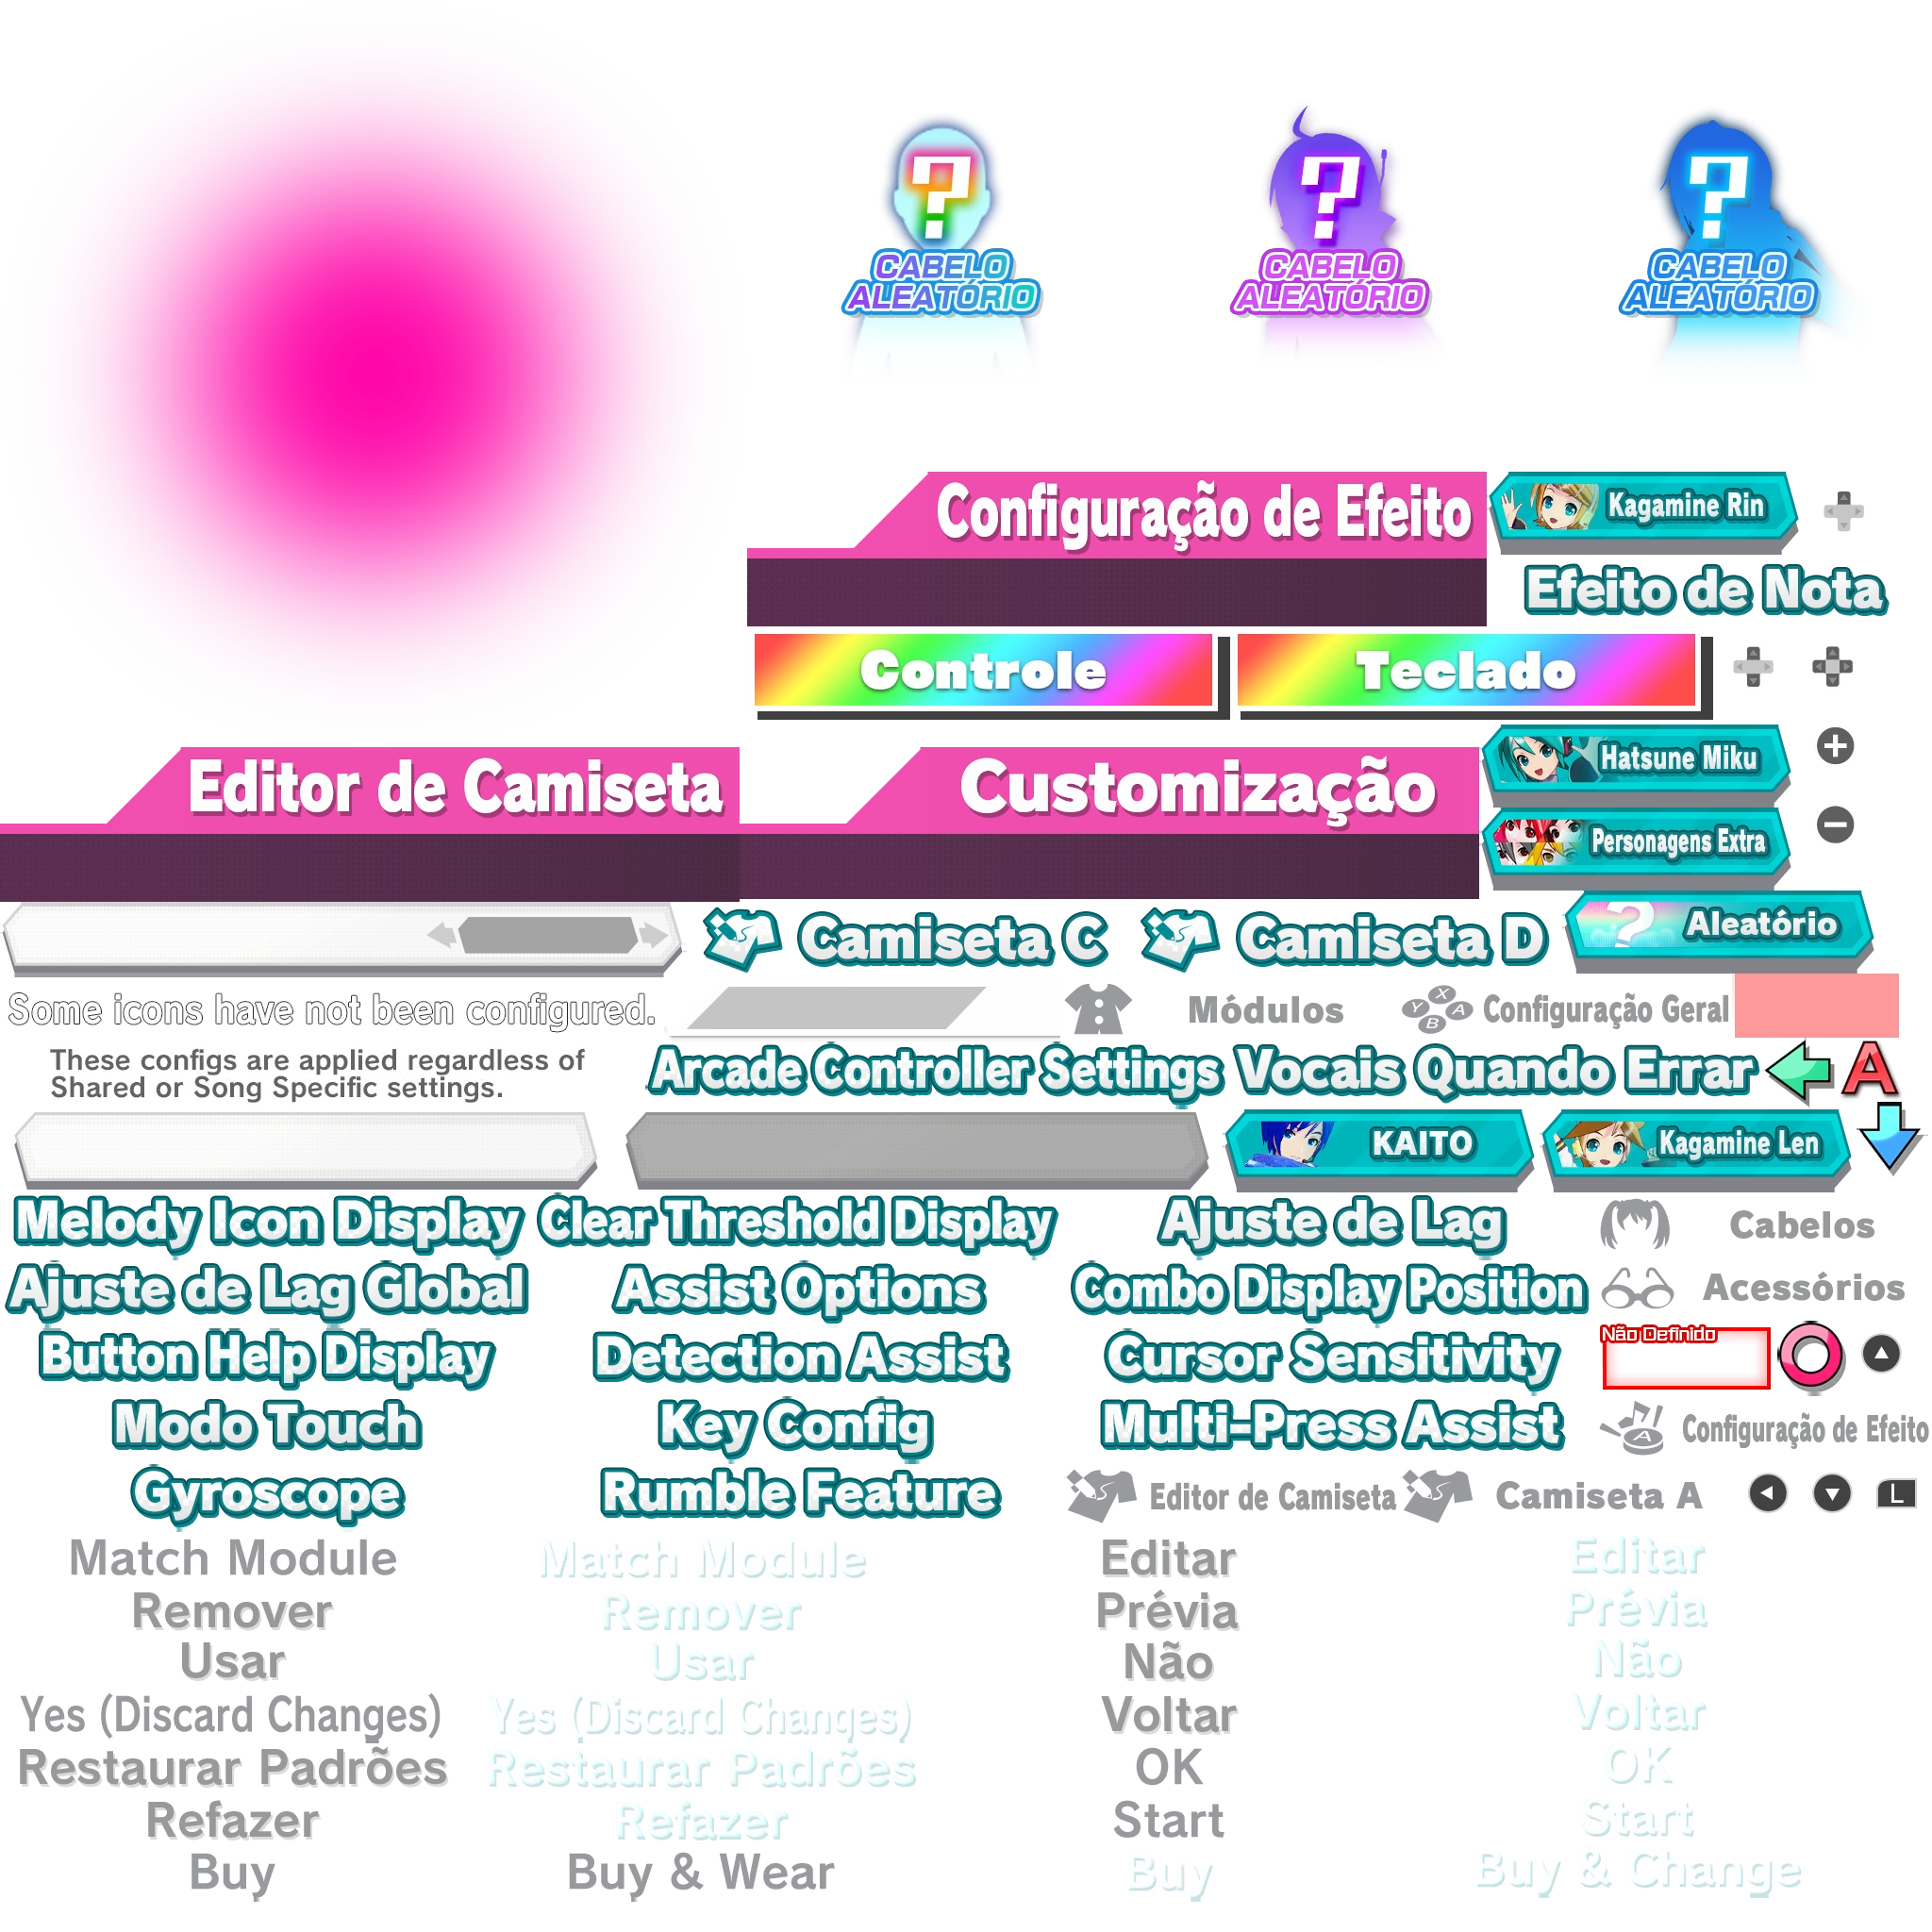 ?
?
?
CABELO
ALEATÓRIO
CABELO
ALEATÓRIO
CABELO
ALEATÓRIO
Configuração de Efeito
Kagamine Rin
Efeito de Nota
Controle
Teclado
Editor de Camiseta
Customização
Hatsune Miku
Personagens Extra
Camiseta C
Camiseta D
?
Aleatório
Some icons have not been configured.
Módulos
Y X B A
Configuração Geral
These configs are applied regardless of
Shared or Song Specific settings.
Arcade Controller Settings
Vocais Quando Errar
A
KAITO
Kagamine Len
Melody Icon Display
Clear Threshold Display
Ajuste de Lag
Cabelos
Ajuste de Lag Global
Assist Options
Combo Display Position
Acessórios
Button Help Display
Detection Assist
Cursor Sensitivity
Não Definido
Modo Touch
Key Config
Multi-Press Assist
A
Configuração de Efeito
Gyroscope
Rumble Feature
Editor de Camiseta
Camiseta A
L
Match Module
Match Module
Editar
Editar
Remover
Remover
Prévia
Prévia
Usar
Usar
Não
Não
Yes (Discard Changes)
Yes (Discard Changes)
Voltar
Voltar
Restaurar Padrões
Restaurar Padrões
OK
OK
Refazer
Refazer
Start
Start
Buy
Buy & Wear
Buy
Buy & Change